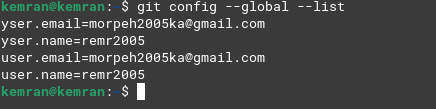 kemran@kemran:~$ git config --global --list
yser.email=morpeh2005ka@gmail.com
yser.name=remr2005
user.email=morpeh2005ka@gmail.com
user.name=remr2005
kemran@kemran:~$